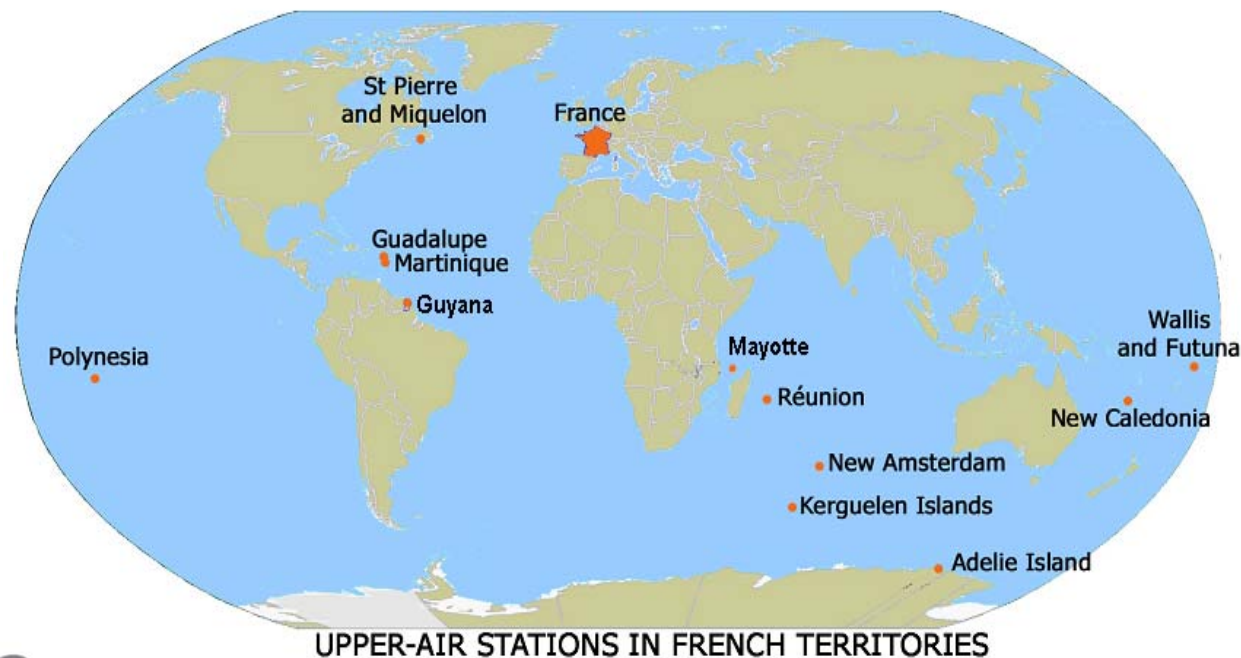 St Pierre
and Miquelon
France
Guadalupe
Martinique
Guyana
Polynesia
Mayotte
Réunion
Wallis
and Futuna
New Caledonia
New Amsterdam
Kerguelen Islands
Adelie Island
UPPER-AIR STATIONS IN FRENCH TERRITORIES